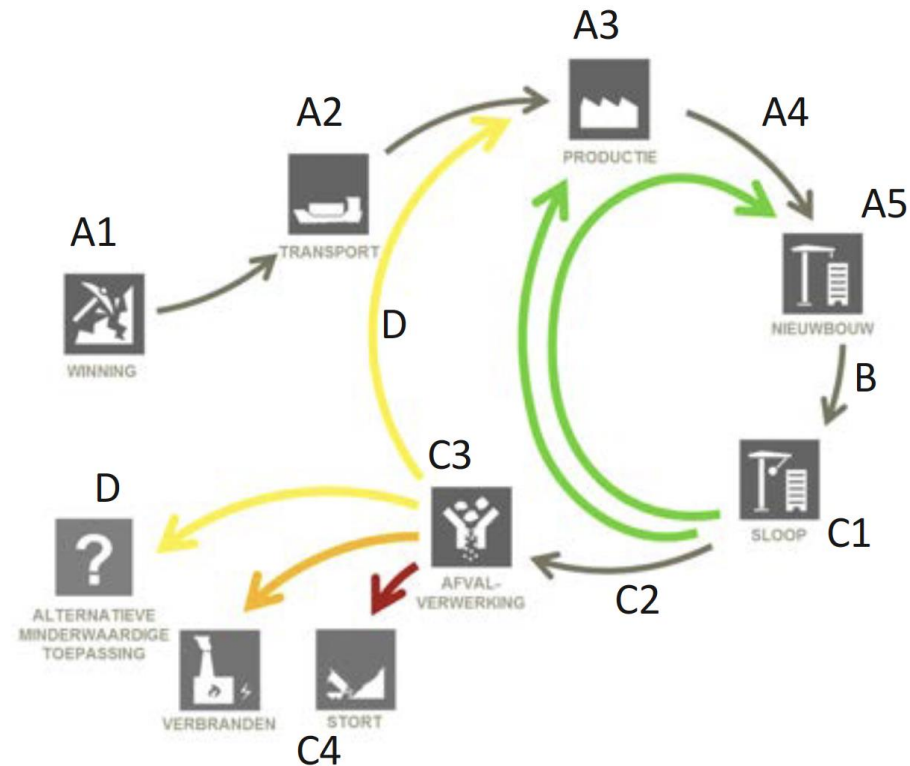 A3
A2
A4
PRODUCTIE
A5
A1
TRANSPORT
NIEUWBOUW
D
WINNING
B
C3
D
C1
SLOOP
AFVAL-
VERWERKING
C2
ALTERNATIEVE
MINDERWAARDIGE
TOEPASSING
VERBRANDEN
STORT
C4
?